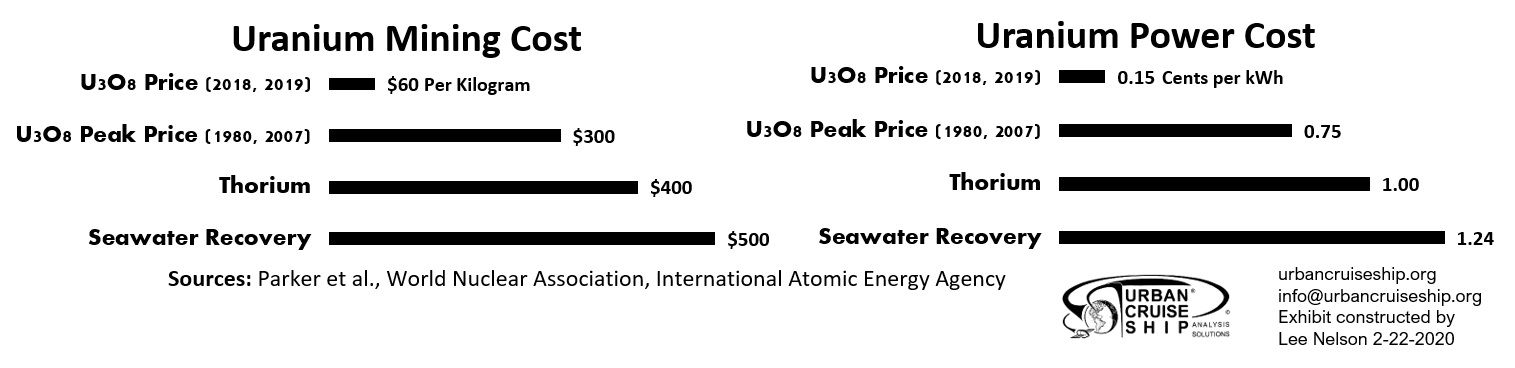 Uranium Mining Cost
U3O8 Price (2018, 2019) $60 Per Kilogram
U3O8 Peak Price (1980, 2007) $300
Thorium $400
Seawater Recovery $500
Uranium Power Cost
U3O8 Price (2018, 2019) 0.15 Cents per kWh
U3O8 Peak Price (1980, 2007) 0.75
Thorium 1.00
Seawater Recovery 1.24
Sources: Parker et al., World Nuclear Association, International Atomic Energy Agency
URBAN®
CRUISE
SHIP ANALYSIS
SOLUTIONS
©
urbancruiseship.org
info@urbancruiseship.org
Exhibit constructed by
Lee Nelson 2-22-2020